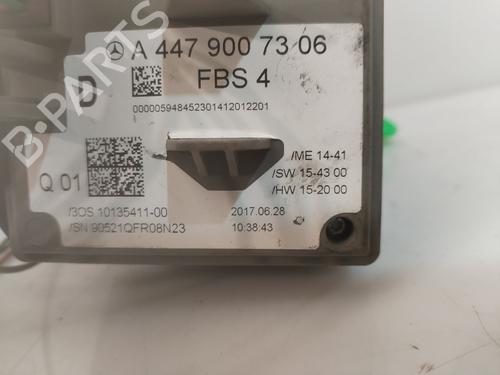 A 447 900 73 06
D
FBS 4
00000594845230141201 2201
Q 01
/ME 14-41
/SW 15-43 00
/HW 15-20 00
/3OS 10135411-00
2017.06.28
/SN 90521QFR08N23
10:38:43
B-PARTS